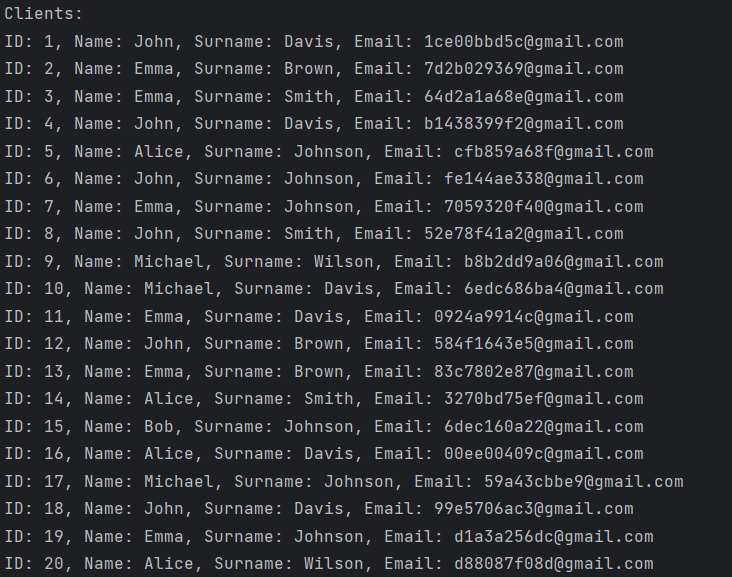 Clients:
ID: 1, Name: John, Surname: Davis, Email: 1ce00bbd5c@gmail.com
ID: 2, Name: Emma, Surname: Brown, Email: 7d2b029369@gmail.com
ID: 3, Name: Emma, Surname: Smith, Email: 64d2a1a68e@gmail.com
ID: 4, Name: John, Surname: Davis, Email: b1438399f2@gmail.com
ID: 5, Name: Alice, Surname: Johnson, Email: cfb859a68f@gmail.com
ID: 6, Name: John, Surname: Johnson, Email: fe144ae338@gmail.com
ID: 7, Name: Emma, Surname: Johnson, Email: 7059320f40@gmail.com
ID: 8, Name: John, Surname: Smith, Email: 52e78f41a2@gmail.com
ID: 9, Name: Michael, Surname: Wilson, Email: b8b2dd9a06@gmail.com
ID: 10, Name: Michael, Surname: Davis, Email: 6edc686ba4@gmail.com
ID: 11, Name: Emma, Surname: Davis, Email: 0924a9914c@gmail.com
ID: 12, Name: John, Surname: Brown, Email: 584f1643e5@gmail.com
ID: 13, Name: Emma, Surname: Brown, Email: 83c7802e87@gmail.com
ID: 14, Name: Alice, Surname: Smith, Email: 3270bd75ef@gmail.com
ID: 15, Name: Bob, Surname: Johnson, Email: 6dec160a22@gmail.com
ID: 16, Name: Alice, Surname: Davis, Email: 00ee00409c@gmail.com
ID: 17, Name: Michael, Surname: Johnson, Email: 59a43cbbe9@gmail.com
ID: 18, Name: John, Surname: Davis, Email: 99e5706ac3@gmail.com
ID: 19, Name: Emma, Surname: Johnson, Email: d1a3a256dc@gmail.com
ID: 20, Name: Alice, Surname: Wilson, Email: d88087f08d@gmail.com